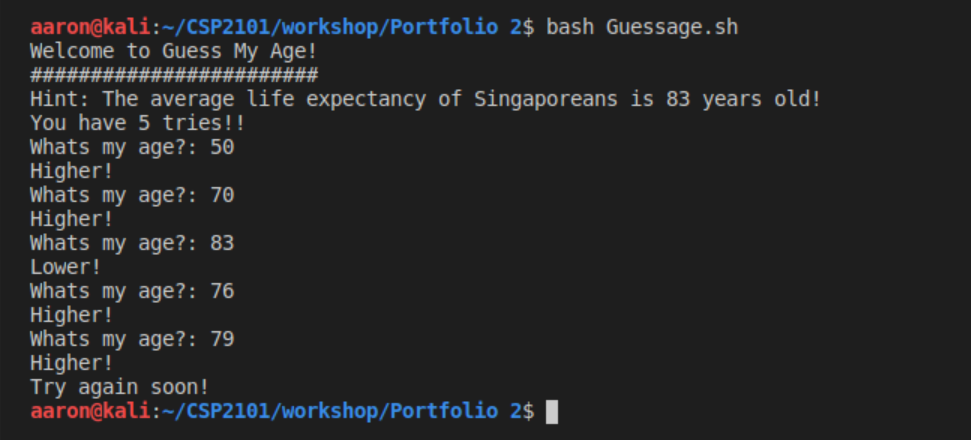 aaron@kali:~/CSP2101/workshop/Portfolio 2$ bash Guessage.sh
Welcome to Guess My Age!
########################
Hint: The average life expectancy of Singaporeans is 83 years old!
You have 5 tries!!
Whats my age?: 50
Higher!
Whats my age?: 70
Higher!
Whats my age?: 83
Lower!
Whats my age?: 76
Higher!
Whats my age?: 79
Higher!
Try again soon!
aaron@kali:~/CSP2101/workshop/Portfolio 2$